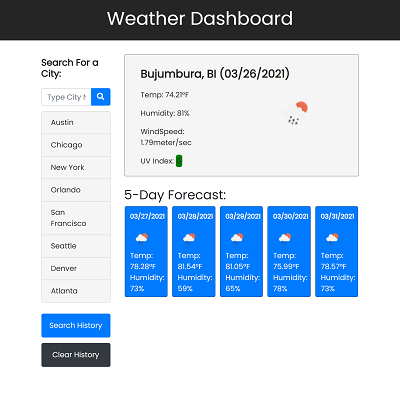 Weather Dashboard
Search For a
City:
Type City N
Austin
Chicago
New York
Orlando
San
Francisco
Seattle
Denver
Atlanta
Search History
Clear History
Bujumbura, BI (03/26/2021)
Temp: 74.21°F
Humidity: 81%
WindSpeed:
1.79meter/sec
UV Index:
5-Day Forecast:
03/27/2021
Temp:
78.28°F
Humidity:
73%
03/28/2021
Temp:
81.54°F
Humidity:
59%
03/29/2021
Temp:
81.05°F
Humidity:
65%
03/30/2021
Temp:
75.99°F
Humidity:
78%
03/31/2021
Temp:
78.57°F
Humidity:
73%